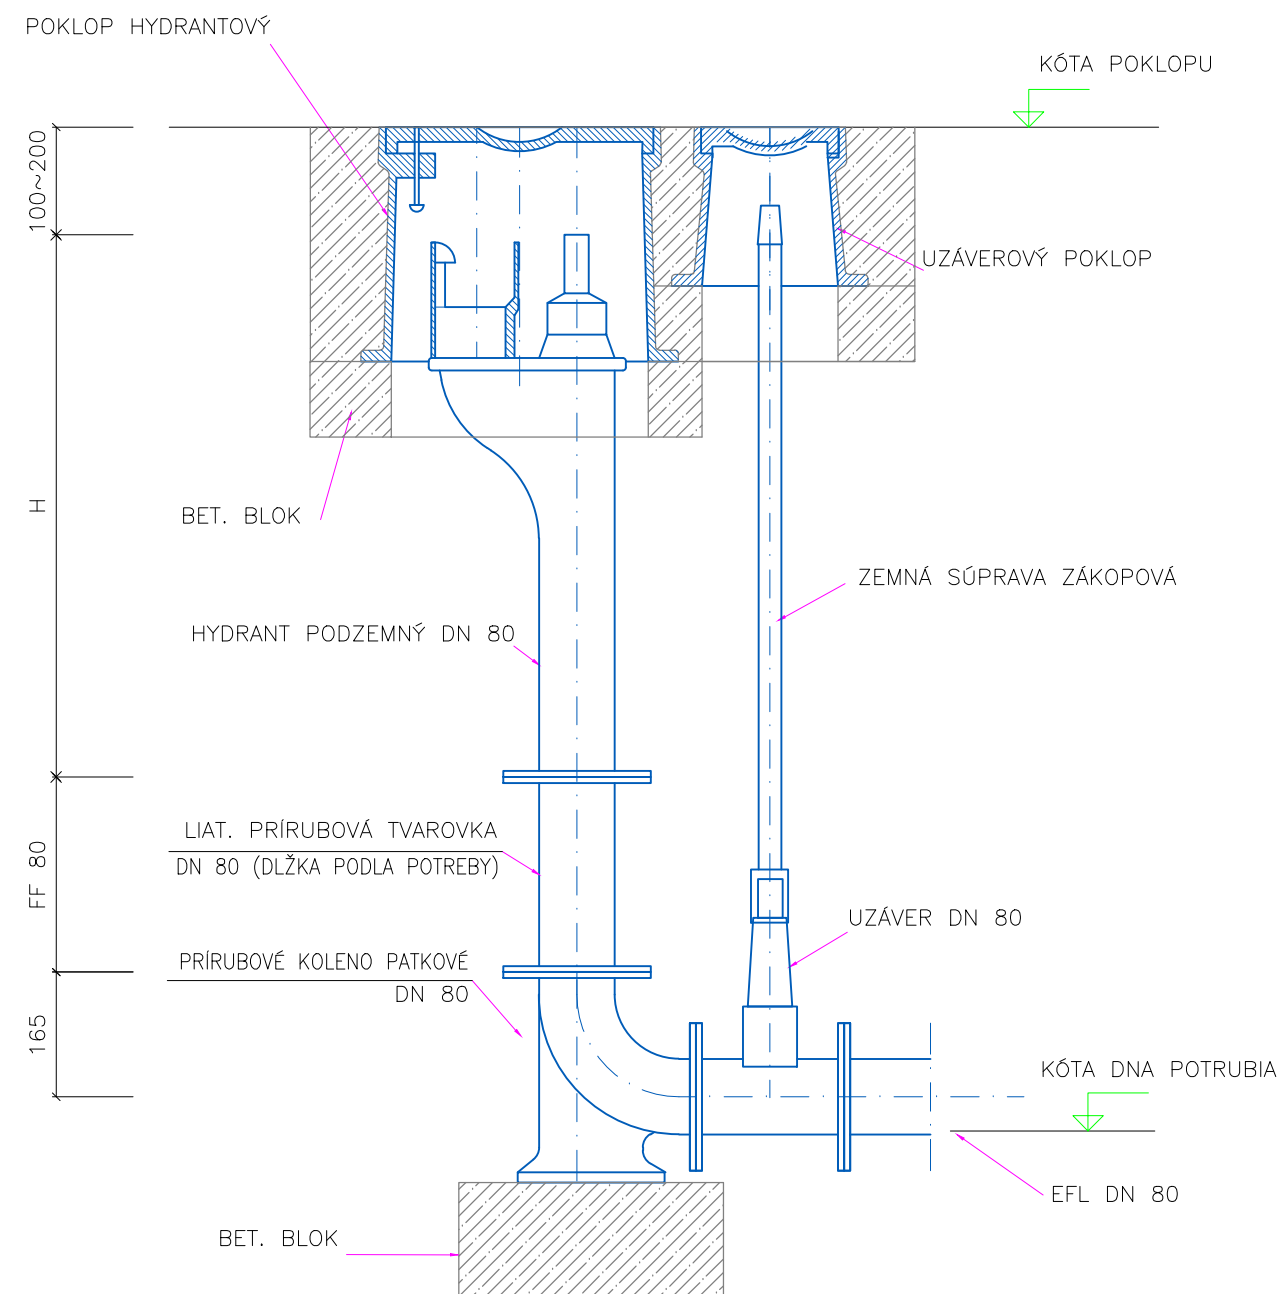 POKLOP HYDRANTOVÝ
KÓTA POKLOPU
100~200
UZÁVEROVÝ POKLOP
H
BET. BLOK
ZEMNÁ SÚPRAVA ZÁKOPOVÁ
HYDRANT PODZEMNÝ DN 80
LIAT. PRÍRUBOVÁ TVAROVKA
DN 80 (DLŽKA PODLA POTREBY)
FF 80
UZÁVER DN 80
PRÍRUBOVÉ KOLENO PATKOVÉ
DN 80
165
KÓTA DNA POTRUBIA
EFL DN 80
BET. BLOK